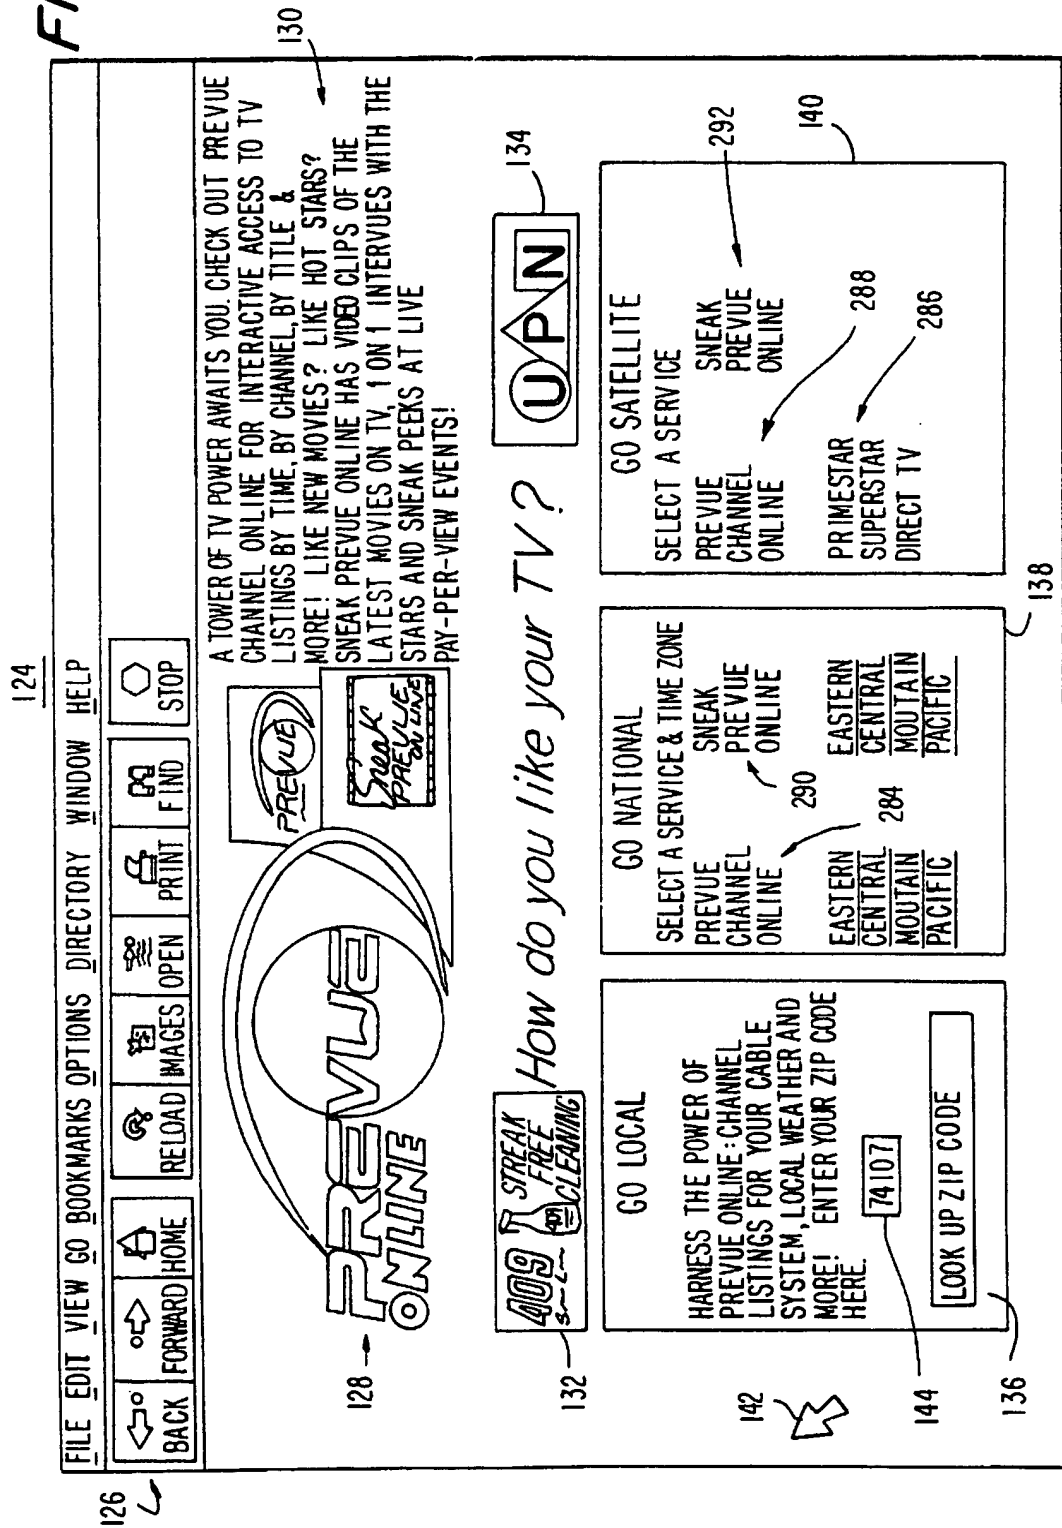 124
126
FILE EDIT VIEW GO BOOKMARKS OPTIONS DIRECTORY WINDOW HELP
BACK
FORWARD
HOME
RELOAD
IMAGES
OPEN
PRINT
FIND
STOP
128
PREVUE
ONLINE
PREVUE
Sneak
PREVUE
ON LINE
A TOWER OF TV POWER AWAITS YOU. CHECK OUT PREVUE
CHANNEL ONLINE FOR INTERACTIVE ACCESS TO TV
LISTINGS BY TIME, BY CHANNEL, BY TITLE &
MORE! LIKE NEW MOVIES? LIKE HOT STARS?
SNEAK PREVUE ONLINE HAS VIDEO CLIPS OF THE
LATEST MOVIES ON TV, 1 ON 1 INTERVUES WITH THE
STARS AND SNEAK PEEKS AT LIVE
PAY-PER-VIEW EVENTS!
130
132
409
STREAK
FREE
CLEANING
409
How do you like your TV?
UPN
134
GO LOCAL
HARNESS THE POWER OF
PREVUE ONLINE: CHANNEL
LISTINGS FOR YOUR CABLE
SYSTEM, LOCAL WEATHER AND
MORE! ENTER YOUR ZIP CODE
HERE.
74107
LOOK UP ZIP CODE
142
144
136
GO NATIONAL
SELECT A SERVICE & TIME ZONE
PREVUE
CHANNEL
ONLINE
284
EASTERN
CENTRAL
MOUTAIN
PACIFIC
SNEAK
PREVUE
ONLINE
290
EASTERN
CENTRAL
MOUTAIN
PACIFIC
138
GO SATELLITE
SELECT A SERVICE
PREVUE
CHANNEL
ONLINE
288
SNEAK
PREVUE
ONLINE
292
PRIMESTAR
SUPERSTAR
DIRECT TV
286
140